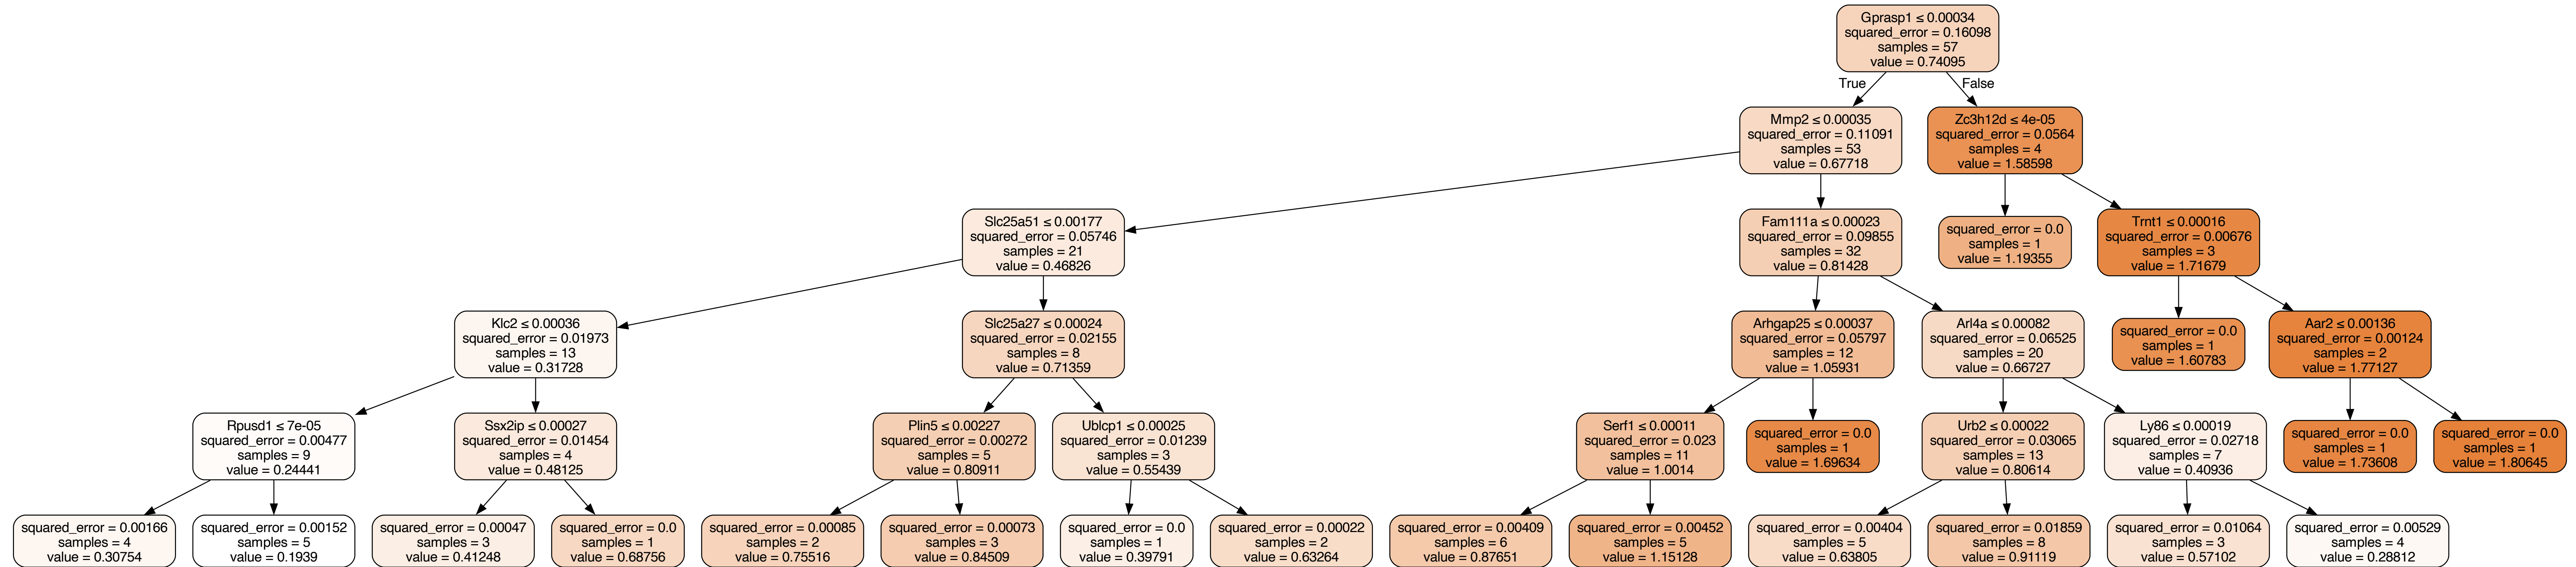 Gprasp1 ≤ 0.00034
squared_error = 0.16098
samples = 57
value = 0.74095
True
False
Mmp2 ≤ 0.00035
squared_error = 0.11091
samples = 53
value = 0.67718
Zc3h12d ≤ 4e-05
squared_error = 0.0564
samples = 4
value = 1.58598
Slc25a51 ≤ 0.00177
squared_error = 0.05746
samples = 21
value = 0.46826
Fam111a ≤ 0.00023
squared_error = 0.09855
samples = 32
value = 0.81428
squared_error = 0.0
samples = 1
value = 1.19355
Trnt1 ≤ 0.00016
squared_error = 0.00676
samples = 3
value = 1.71679
Klc2 ≤ 0.00036
squared_error = 0.01973
samples = 13
value = 0.31728
Slc25a27 ≤ 0.00024
squared_error = 0.02155
samples = 8
value = 0.71359
Arhgap25 ≤ 0.00037
squared_error = 0.05797
samples = 12
value = 1.05931
Arl4a ≤ 0.00082
squared_error = 0.06525
samples = 20
value = 0.66727
squared_error = 0.0
samples = 1
value = 1.60783
Aar2 ≤ 0.00136
squared_error = 0.00124
samples = 2
value = 1.77127
Rpusd1 ≤ 7e-05
squared_error = 0.00477
samples = 9
value = 0.24441
Ssx2ip ≤ 0.00027
squared_error = 0.01454
samples = 4
value = 0.48125
Plin5 ≤ 0.00227
squared_error = 0.00272
samples = 5
value = 0.80911
Ublcp1 ≤ 0.00025
squared_error = 0.01239
samples = 3
value = 0.55439
Serf1 ≤ 0.00011
squared_error = 0.023
samples = 11
value = 1.0014
squared_error = 0.0
samples = 1
value = 1.69634
Urb2 ≤ 0.00022
squared_error = 0.03065
samples = 13
value = 0.80614
Ly86 ≤ 0.00019
squared_error = 0.02718
samples = 7
value = 0.40936
squared_error = 0.0
samples = 1
value = 1.73608
squared_error = 0.0
samples = 1
value = 1.80645
squared_error = 0.00166
samples = 4
value = 0.30754
squared_error = 0.00152
samples = 5
value = 0.1939
squared_error = 0.00047
samples = 3
value = 0.41248
squared_error = 0.0
samples = 1
value = 0.68756
squared_error = 0.00085
samples = 2
value = 0.75516
squared_error = 0.00073
samples = 3
value = 0.84509
squared_error = 0.0
samples = 1
value = 0.39791
squared_error = 0.00022
samples = 2
value = 0.63264
squared_error = 0.00409
samples = 6
value = 0.87651
squared_error = 0.00452
samples = 5
value = 1.15128
squared_error = 0.00404
samples = 5
value = 0.63805
squared_error = 0.01859
samples = 8
value = 0.91119
squared_error = 0.01064
samples = 3
value = 0.57102
squared_error = 0.00529
samples = 4
value = 0.28812